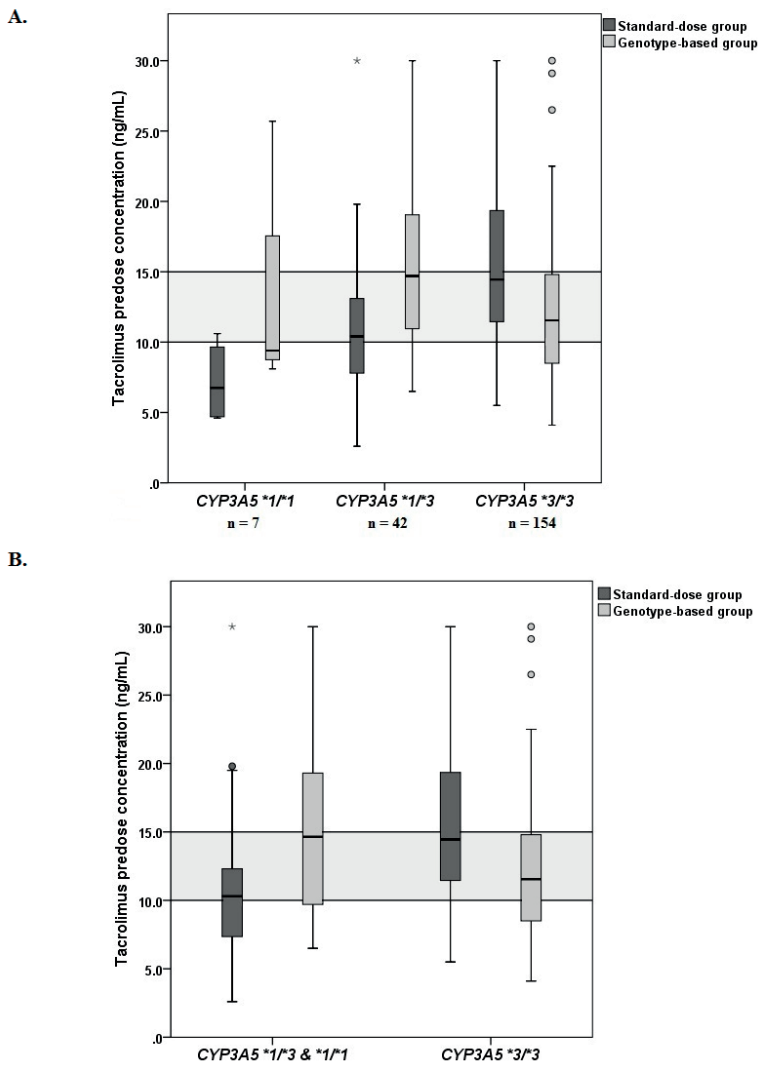 A.
Standard-dose group
Genotype-based group
Tacrolimus predose concentration (ng/mL)
30.0
25.0
20.0
15.0
10.0
5.0
.0
CYP3A5 *1/*1 CYP3A5 *1/*3 CYP3A5 *3/*3
n = 7 n = 42 n = 154
B.
Standard-dose group
Genotype-based group
Tacrolimus predose concentration (ng/mL)
30.0
25.0
20.0
15.0
10.0
5.0
.0
CYP3A5 *1/*3 & *1/*1 CYP3A5 *3/*3